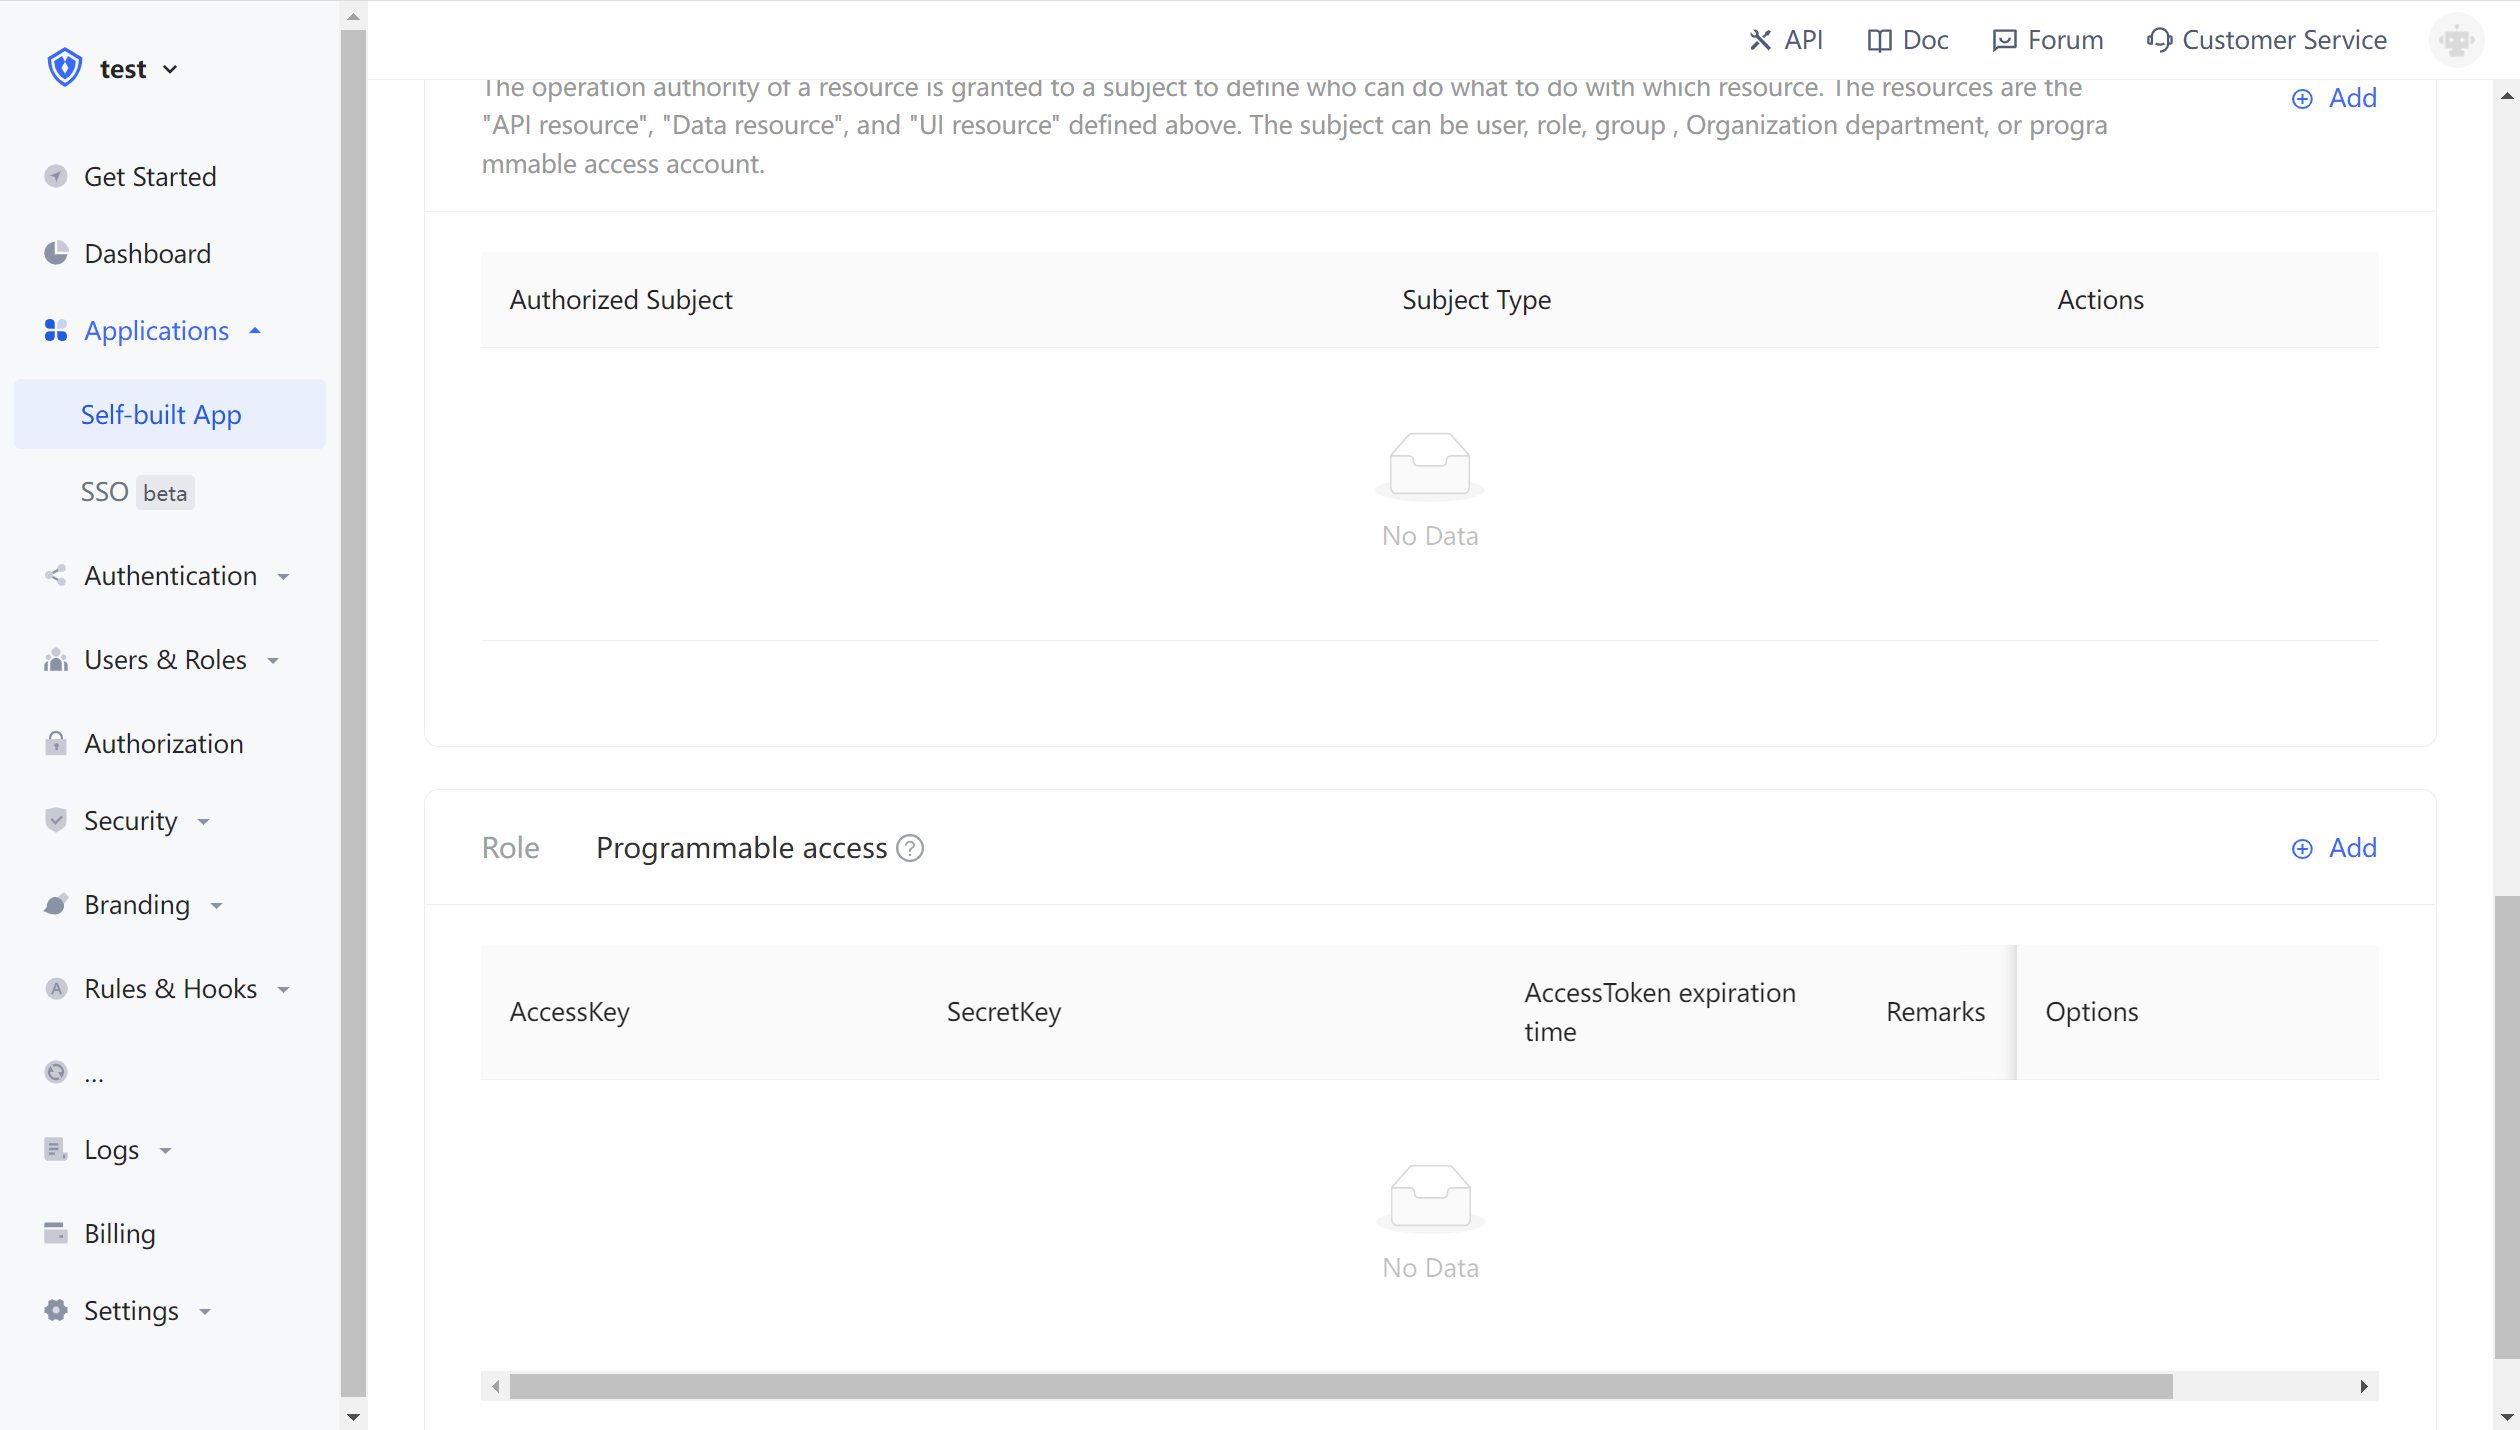 test
API
Doc
Forum
Customer Service
Get Started
Dashboard
Applications
Self-built App
SSO beta
Authentication
Users & Roles
Authorization
Security
Branding
Rules & Hooks
...
Logs
Billing
Settings
The operation authority of a resource is granted to a subject to define who can do what to do with which resource. The resources are the
"API resource", "Data resource", and "UI resource" defined above. The subject can be user, role, group , Organization department, or progra
mmable access account.
Add
Authorized Subject
Subject Type
Actions
No Data
Role
Programmable access
Add
AccessKey
SecretKey
AccessToken expiration
time
Remarks
Options
No Data